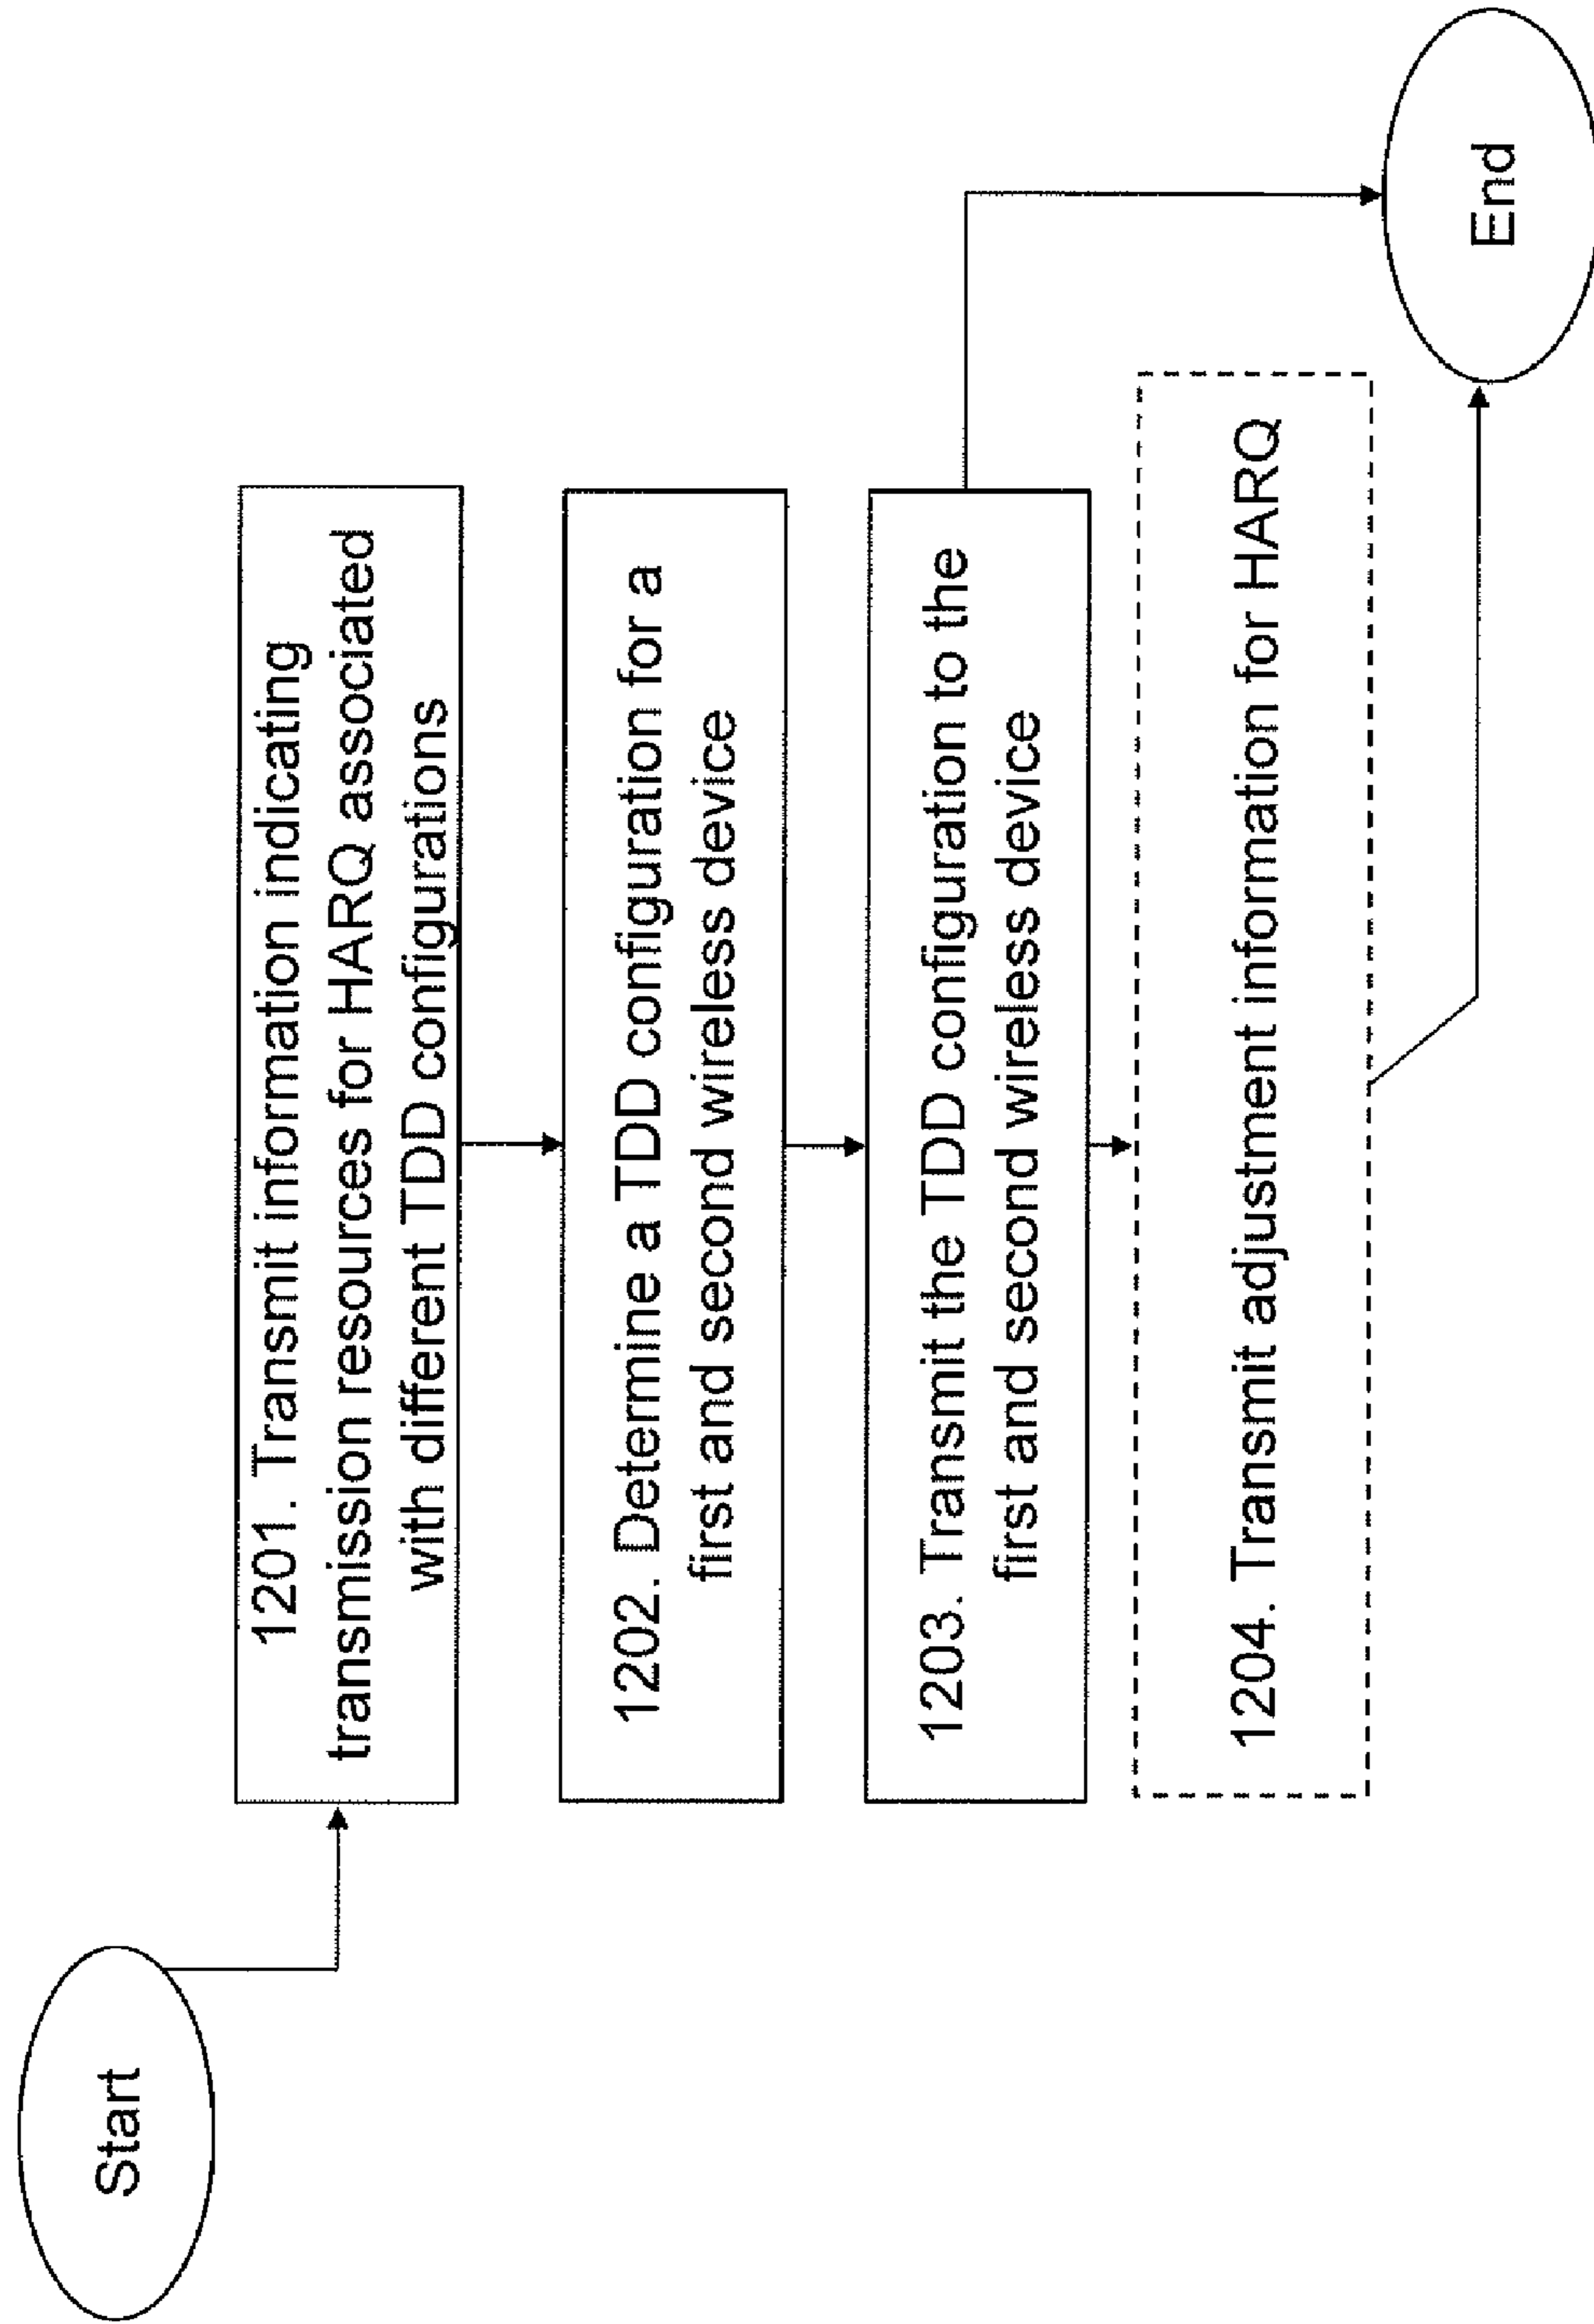 Start
1201. Transmit information indicating
transmission resources for HARQ associated
with different TDD configurations
1202. Determine a TDD configuration for a
first and second wireless device
1203. Transmit the TDD configuration to the
first and second wireless device
1204. Transmit adjustment information for HARQ
End